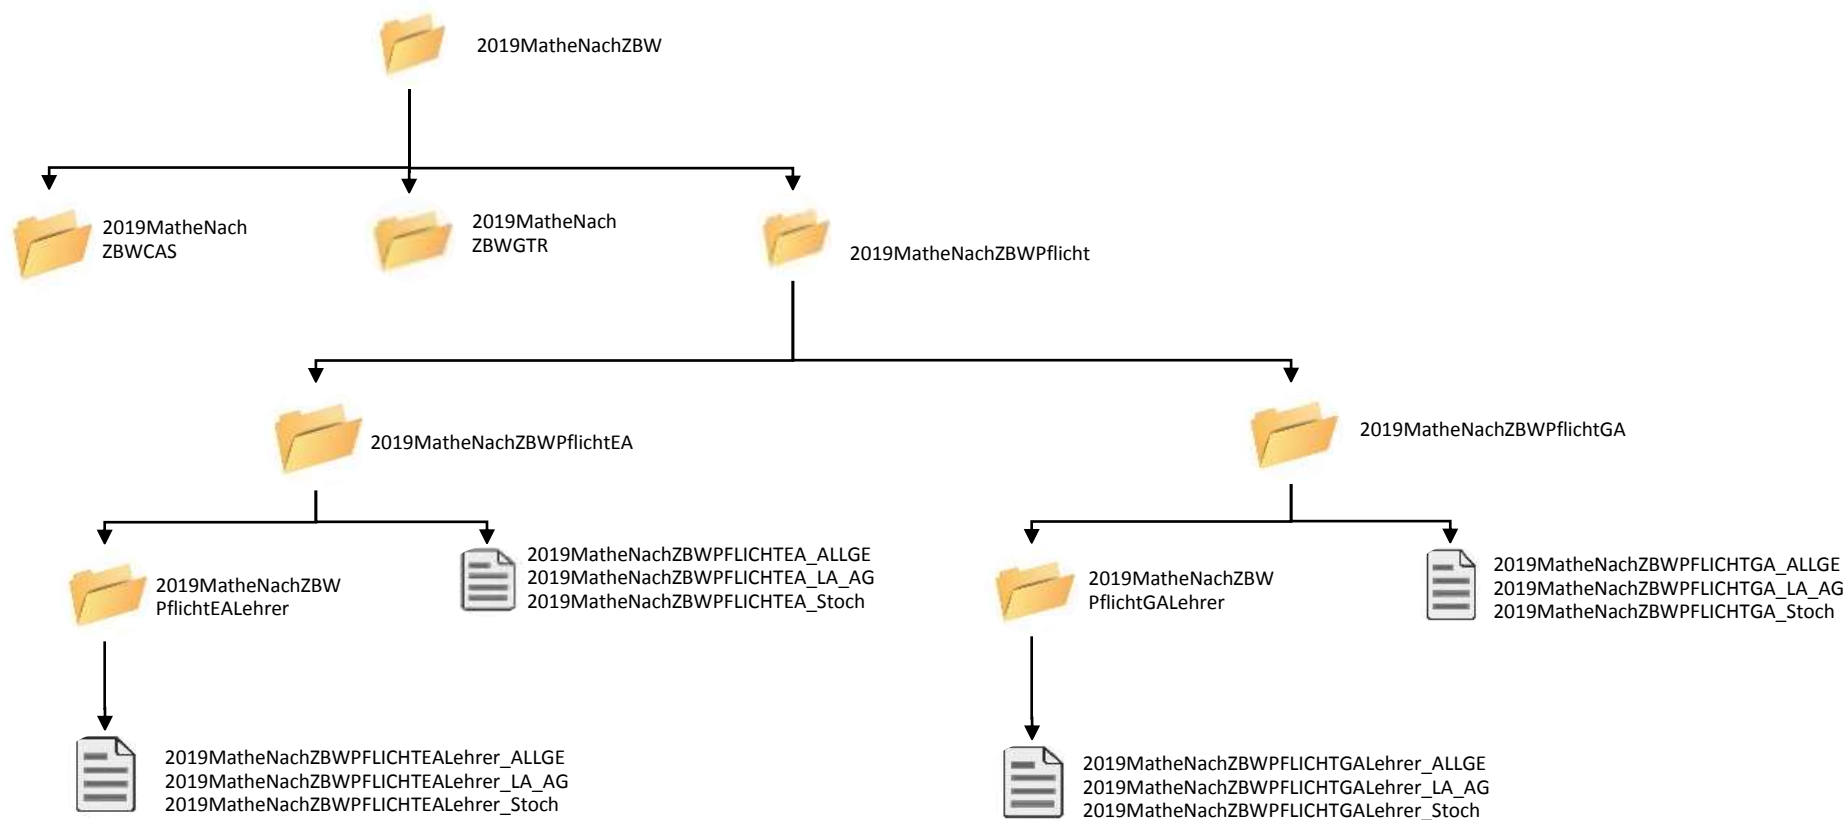 2019MatheNachZBW
2019MatheNach
ZBWCAS
2019MatheNach
ZBWGTR
2019MatheNachZBWPflicht
2019MatheNachZBWPflichtEA
2019MatheNachZBWPflichtGA
2019MatheNachZBW
PflichtEALehrer
2019MatheNachZBWPFLICHTEA_ALLGE
2019MatheNachZBWPFLICHTEA_LA_AG
2019MatheNachZBWPFLICHTEA_Stoch
2019MatheNachZBW
PflichtGALehrer
2019MatheNachZBWPFLICHTGA_ALLGE
2019MatheNachZBWPFLICHTGA_LA_AG
2019MatheNachZBWPFLICHTGA_Stoch
2019MatheNachZBWPFLICHTEALehrer_ALLGE
2019MatheNachZBWPFLICHTEALehrer_LA_AG
2019MatheNachZBWPFLICHTEALehrer_Stoch
2019MatheNachZBWPFLICHTGALehrer_ALLGE
2019MatheNachZBWPFLICHTGALehrer_LA_AG
2019MatheNachZBWPFLICHTGALehrer_Stoch